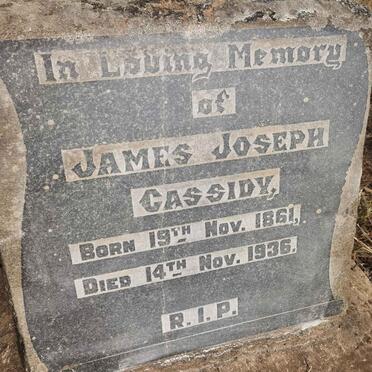 In Loving Memory
of
JAMES JOSEPH
CASSIDY,
BORN 19TH NOV. 1861,
DIED 14TH NOV. 1936.
R.I.P.